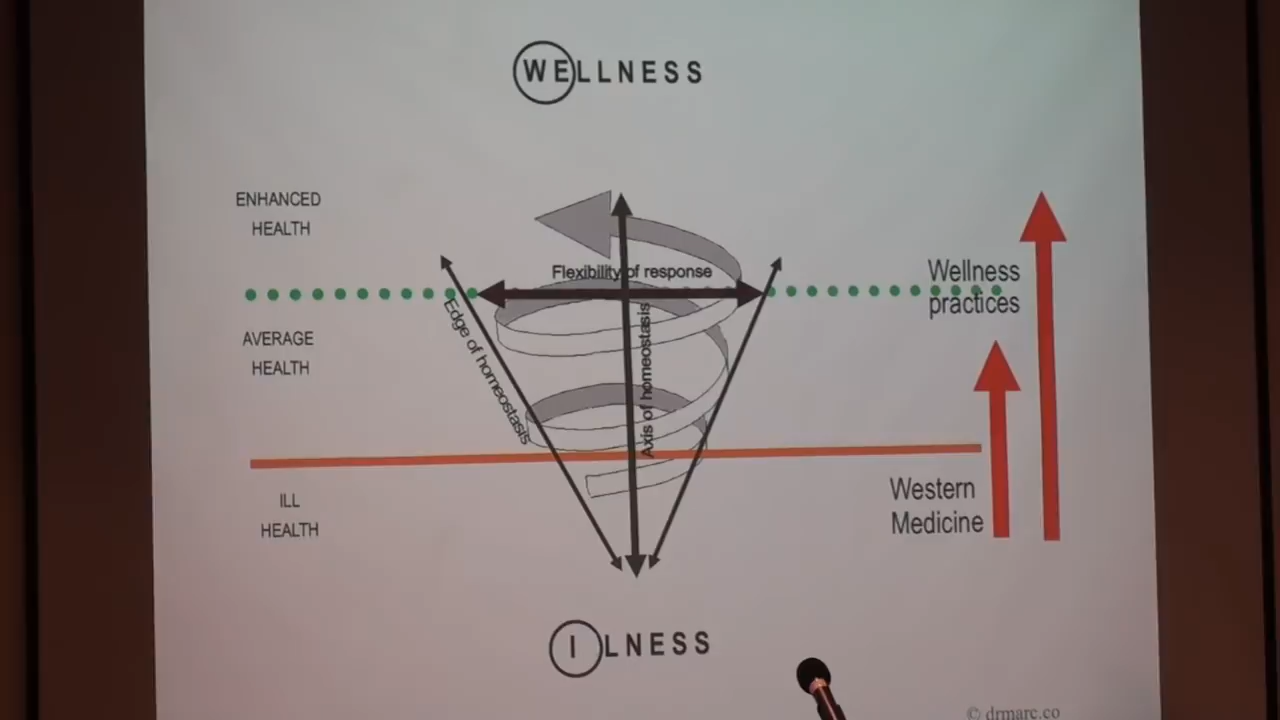 WELLNESS
ENHANCED
HEALTH
Flexibility of response
Wellness
practices
Edge of homeostasis
Axis of homeostasis
AVERAGE
HEALTH
ILL
HEALTH
Western
Medicine
ILNESS
© drmarc.co